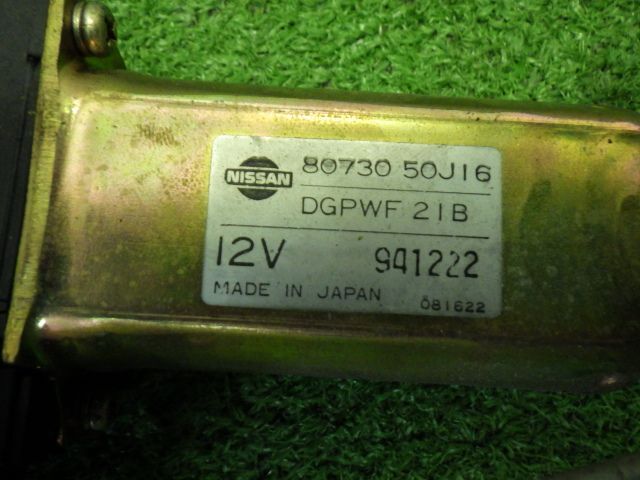 NISSAN 80730 50J16
DGPWF 21B
12V 941222
MADE IN JAPAN 081622